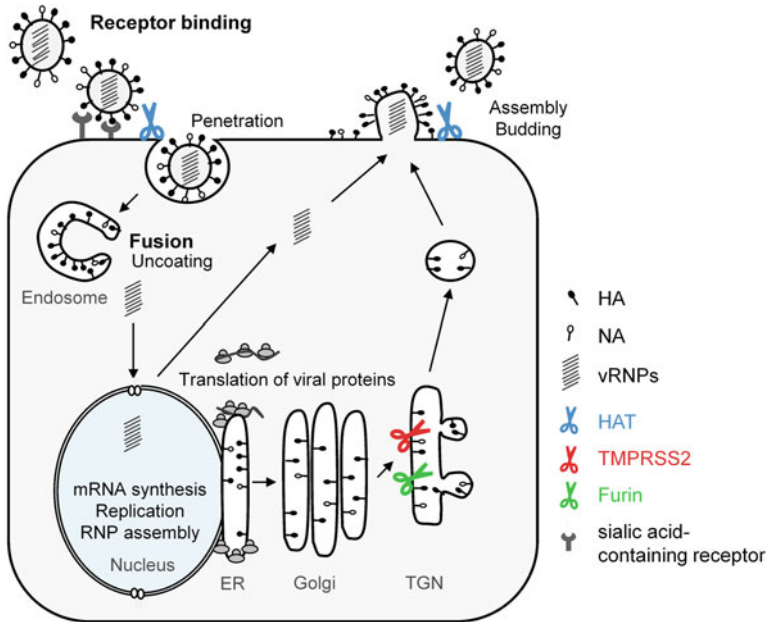 Receptor binding
Penetration
Assembly
Budding
Fusion
Uncoating
Endosome
Translation of viral proteins
mRNA synthesis
Replication
RNP assembly
Nucleus
ER
Golgi
TGN
HA
NA
vRNPs
HAT
TMPRSS2
Furin
sialic acid-
containing receptor